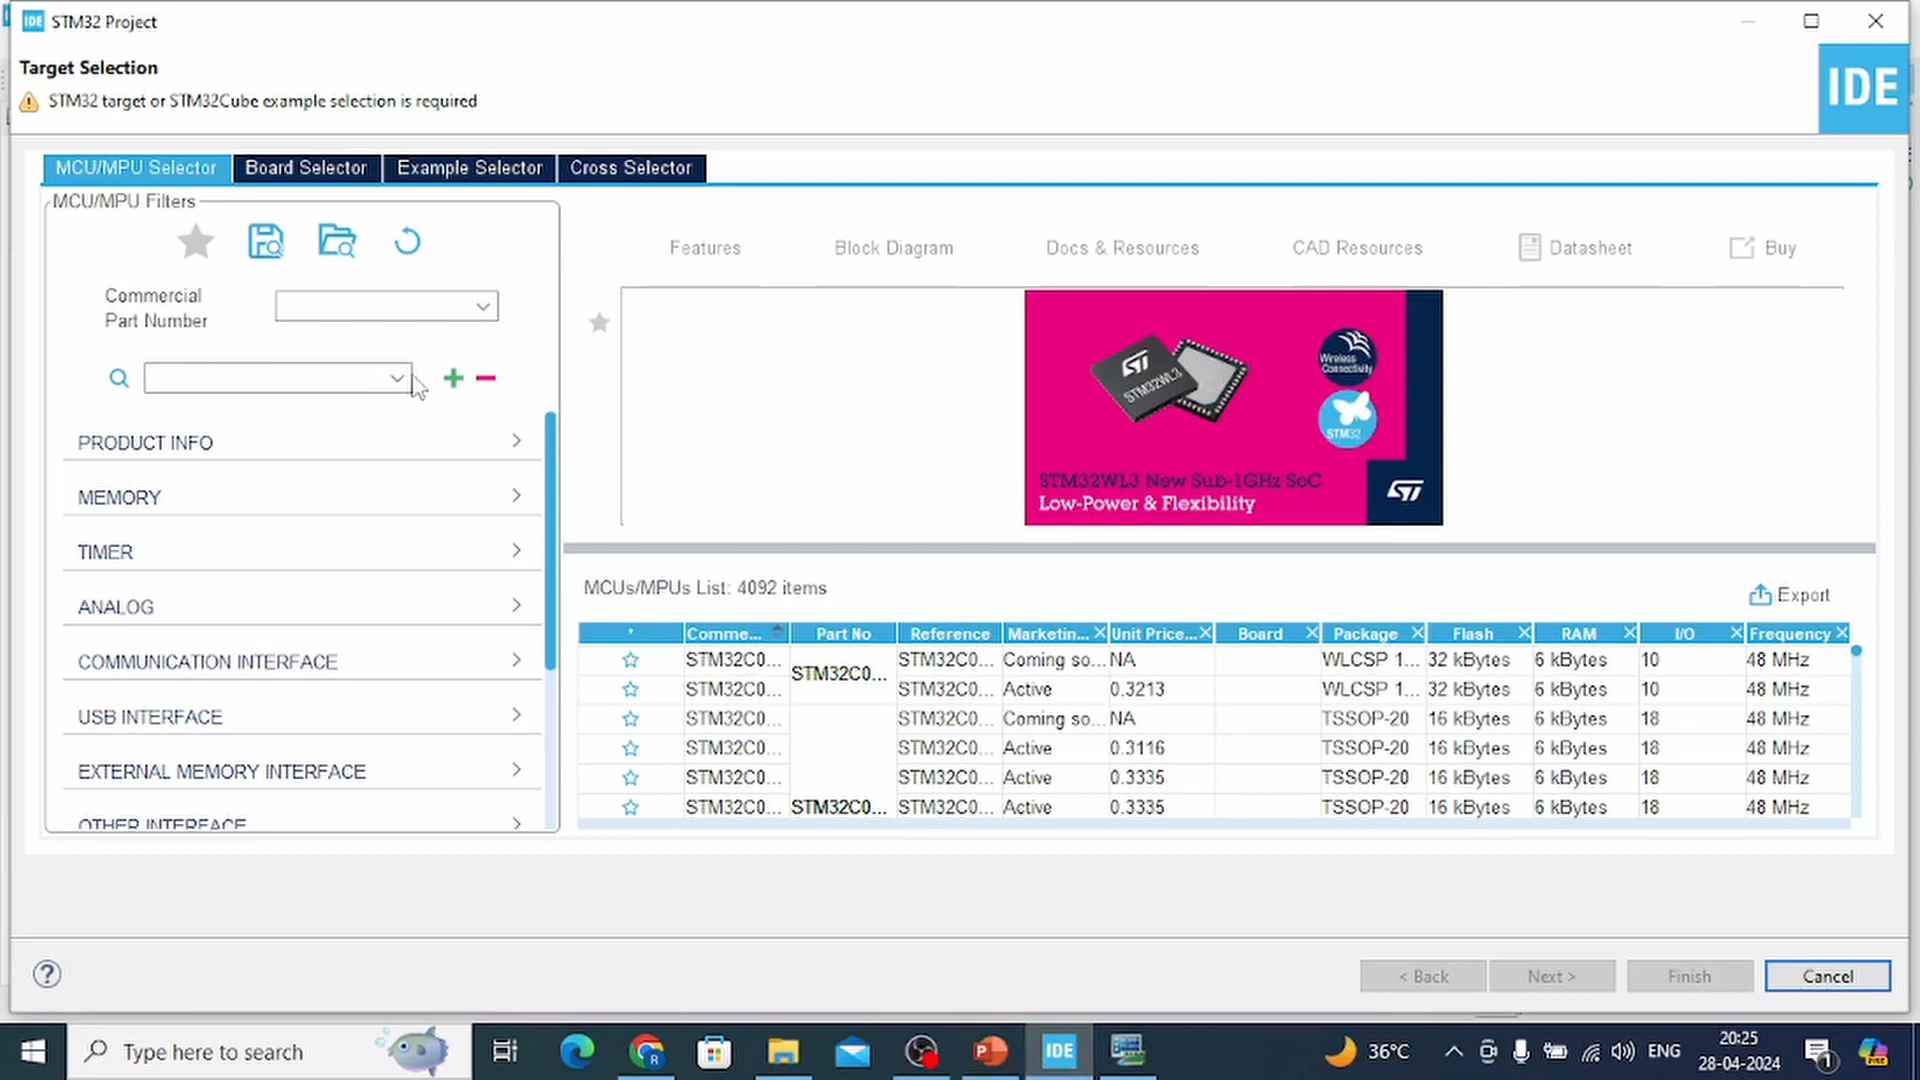 IDE STM32 Project
Target Selection
STM32 target or STM32Cube example selection is required
IDE
MCU/MPU Selector Board Selector Example Selector Cross Selector
MCU/MPU Filters
Commercial
Part Number
PRODUCT INFO
MEMORY
TIMER
ANALOG
COMMUNICATION INTERFACE
USB INTERFACE
EXTERNAL MEMORY INTERFACE
OTHER INTERFACE
Features Block Diagram Docs & Resources CAD Resources Datasheet Buy
ST
STM32WL3
Wireless
Connectivity
STM32
STM32WL3 New Sub-1GHz SoC
Low-Power & Flexibility
ST
MCUs/MPUs List: 4092 items
Export
* Comme... Part No Reference Marketin... Unit Price... Board Package Flash RAM I/O Frequency
STM32C0... STM32C0... STM32C0... Coming so... NA WLCSP 1... 32 kBytes 6 kBytes 10 48 MHz
STM32C0... STM32C0... Active 0.3213 WLCSP 1... 32 kBytes 6 kBytes 10 48 MHz
STM32C0... STM32C0... Coming so... NA TSSOP-20 16 kBytes 6 kBytes 18 48 MHz
STM32C0... STM32C0... Active 0.3116 TSSOP-20 16 kBytes 6 kBytes 18 48 MHz
STM32C0... STM32C0... Active 0.3335 TSSOP-20 16 kBytes 6 kBytes 18 48 MHz
STM32C0... STM32C0... STM32C0... Active 0.3335 TSSOP-20 16 kBytes 6 kBytes 18 48 MHz
? < Back Next > Finish Cancel
Type here to search
IDE
36°C
ENG
20:25
28-04-2024
1